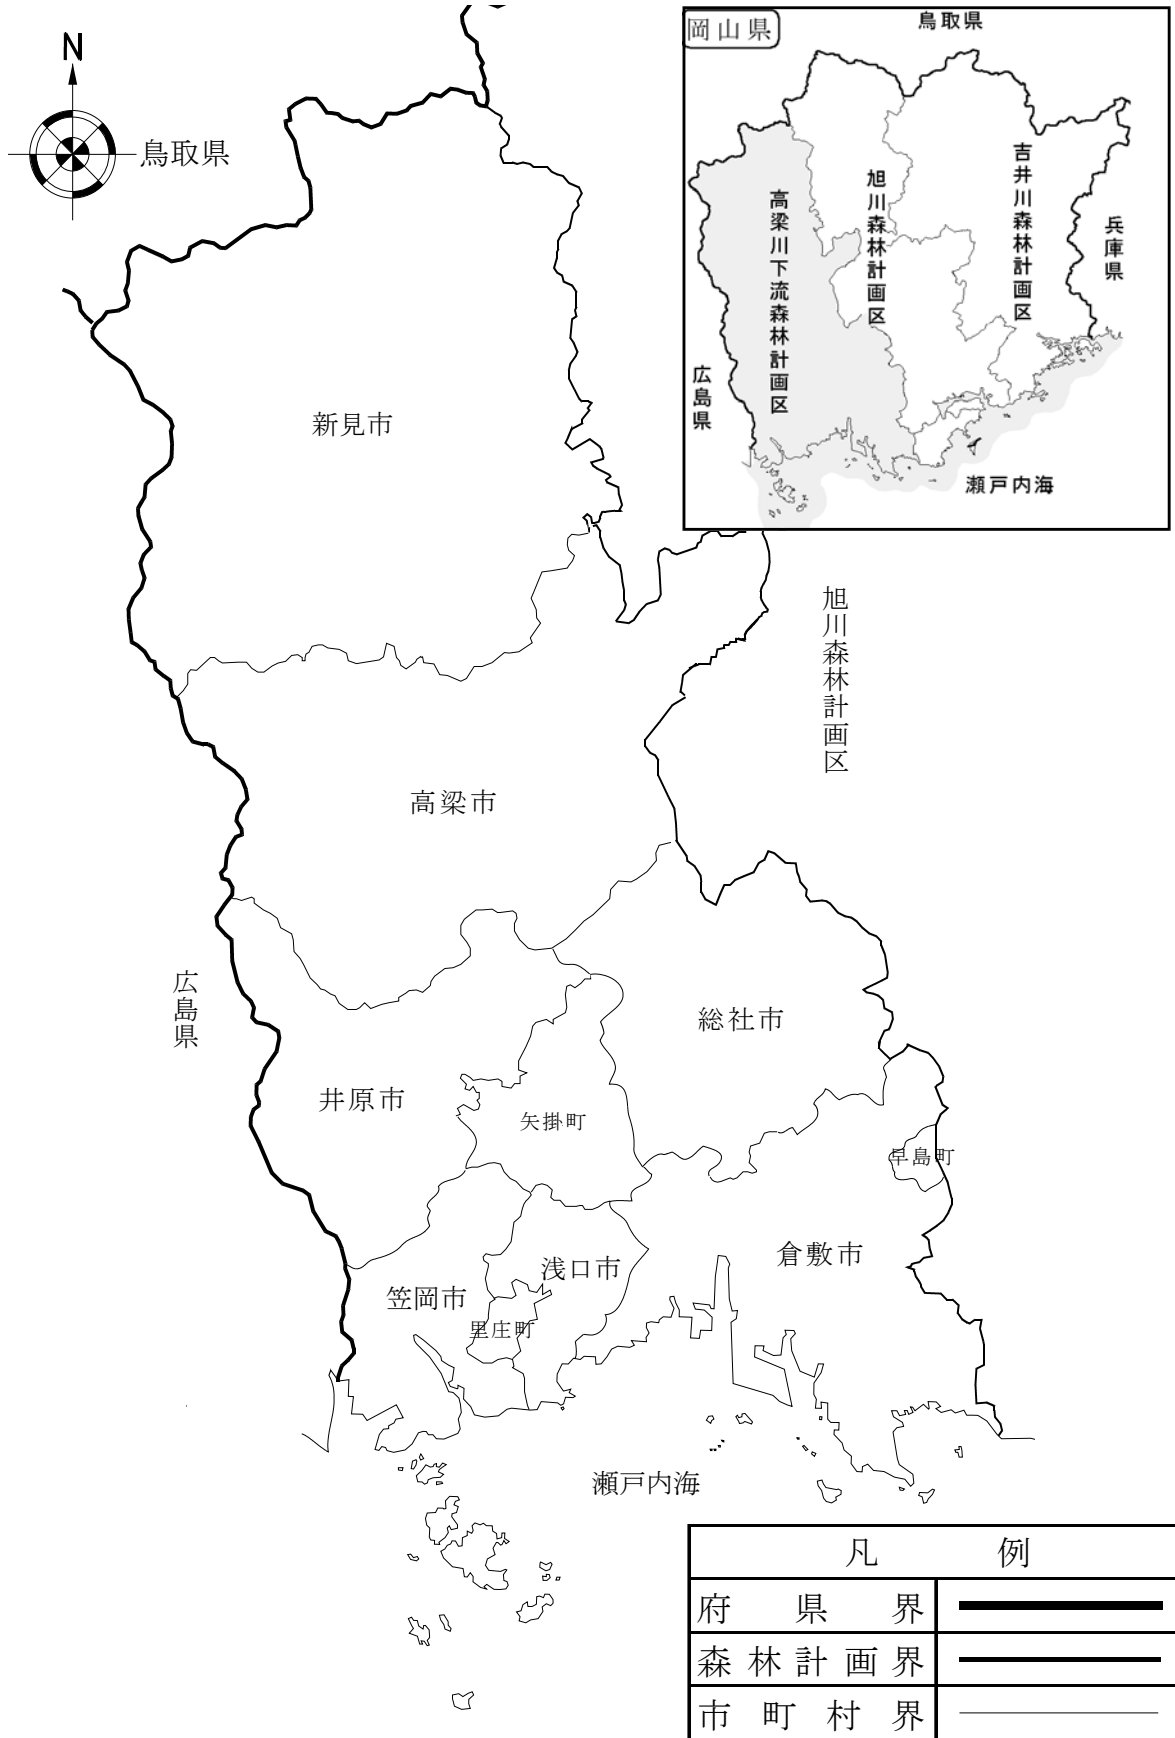 N
鳥取県
岡山県
鳥取県
高梁川下流森林計画区
旭川森林計画区
吉井川森林計画区
兵庫県
広島県
瀬戸内海
新見市
旭川森林計画区
高梁市
広島県
総社市
井原市
矢掛町
早島町
倉敷市
浅口市
笠岡市
里庄町
瀬戸内海
凡例
府県界
森林計画界
市町村界